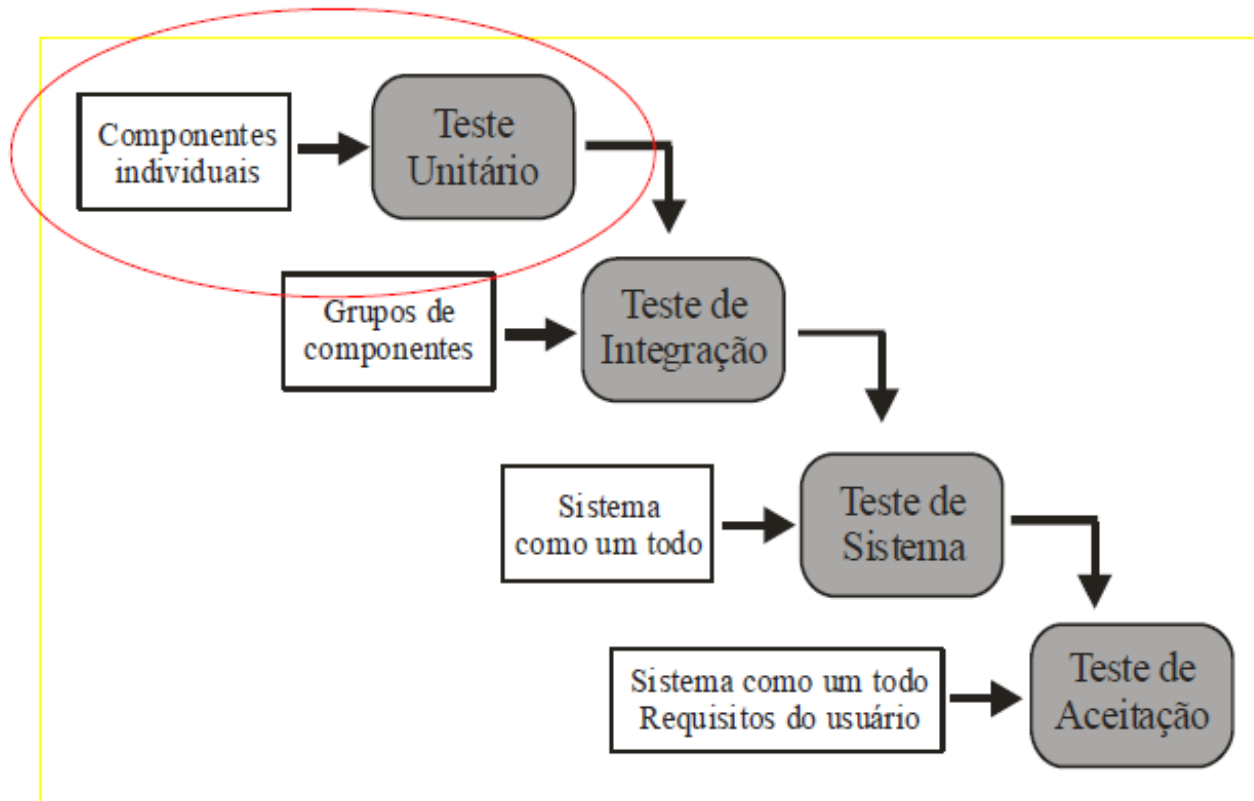 Componentes
individuais
Teste
Unitário
Grupos de
componentes
Teste de
Integração
Sistema
como um todo
Teste de
Sistema
Sistema como um todo
Requisitos do usuário
Teste de
Aceitação